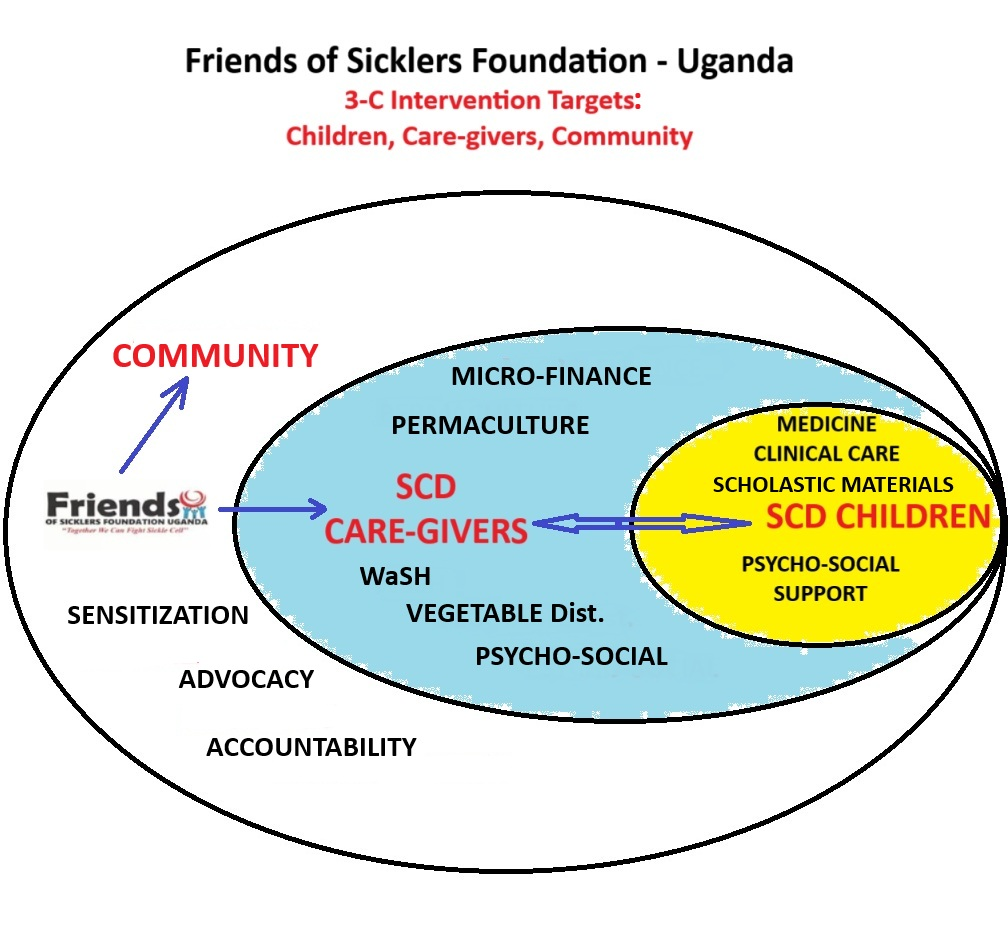 Friends of Sicklers Foundation - Uganda
3-C Intervention Targets:
Children, Care-givers, Community
COMMUNITY
MICRO-FINANCE
PERMACULTURE
SCD
CARE-GIVERS
WaSH
VEGETABLE Dist.
PSYCHO-SOCIAL
MEDICINE
CLINICAL CARE
SCHOLASTIC MATERIALS
SCD CHILDREN
PSYCHO-SOCIAL
SUPPORT
Friends
OF SICKLERS FOUNDATION UGANDA
"Together We Can Fight Sickle Cell"
SENSITIZATION
ADVOCACY
ACCOUNTABILITY